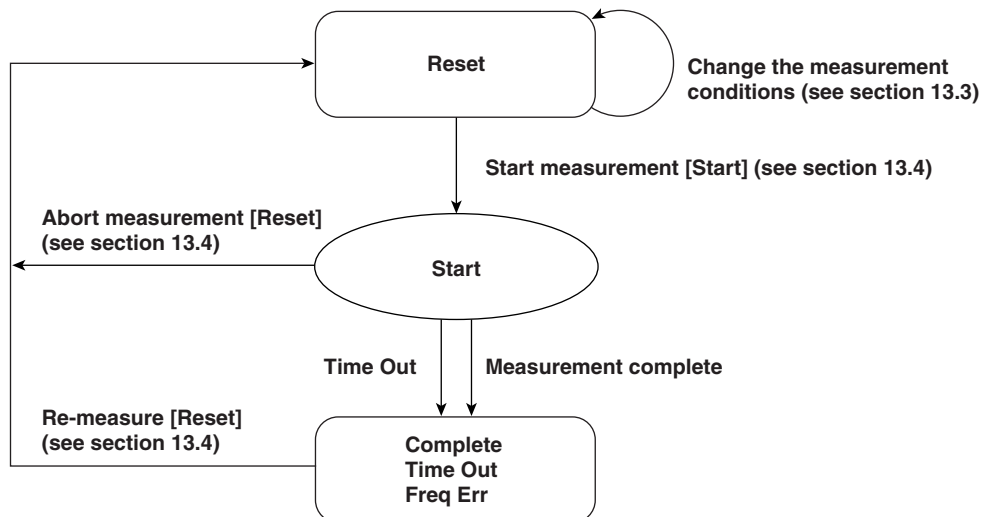 Reset
Change the measurement
conditions (see section 13.3)
Start measurement [Start] (see section 13.4)
Abort measurement [Reset]
(see section 13.4)
Start
Time Out
Measurement complete
Re-measure [Reset]
(see section 13.4)
Complete
Time Out
Freq Err